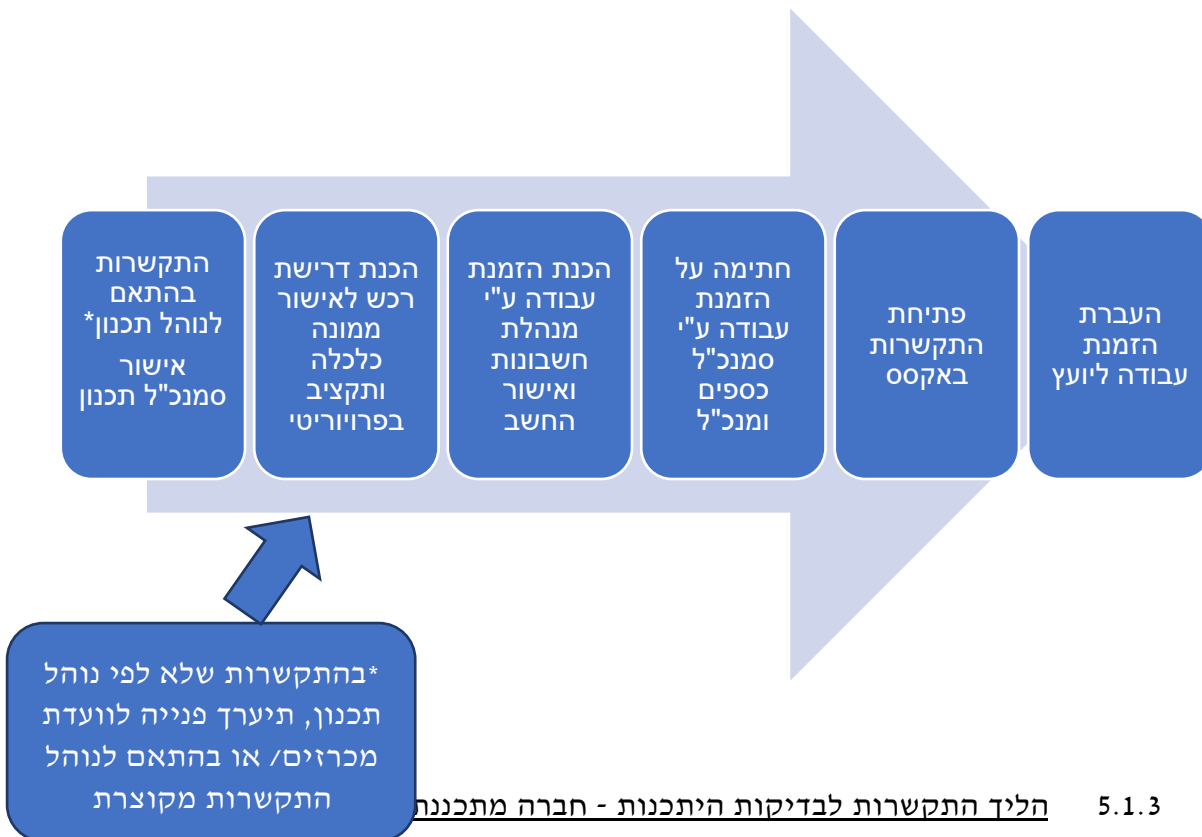 התקשרות
בהתאם
לנוהל תכנון*
אישור
סמנכ"ל תכנון
הכנת דרישת
רכש לאישור
ממונה
כלכלה
ותקציב
בפרויוריטי
הכנת הזמנת
עבודה ע"י
מנהלת
חשבונות
ואישור
החשב
חתימה על
הזמנת
עבודה ע"י
סמנכ"ל
כספים
ומנכ"ל
פתיחת
התקשרות
באקסס
העברת
הזמנת
עבודה ליועץ
*בהתקשרות שלא לפי נוהל
תכנון, תיערך פנייה לוועדת
מכרזים/ או בהתאם לנוהל
התקשרות מקוצרת
5.1.3 הליך התקשרות לבדיקות היתכנות - חברה מתכננת